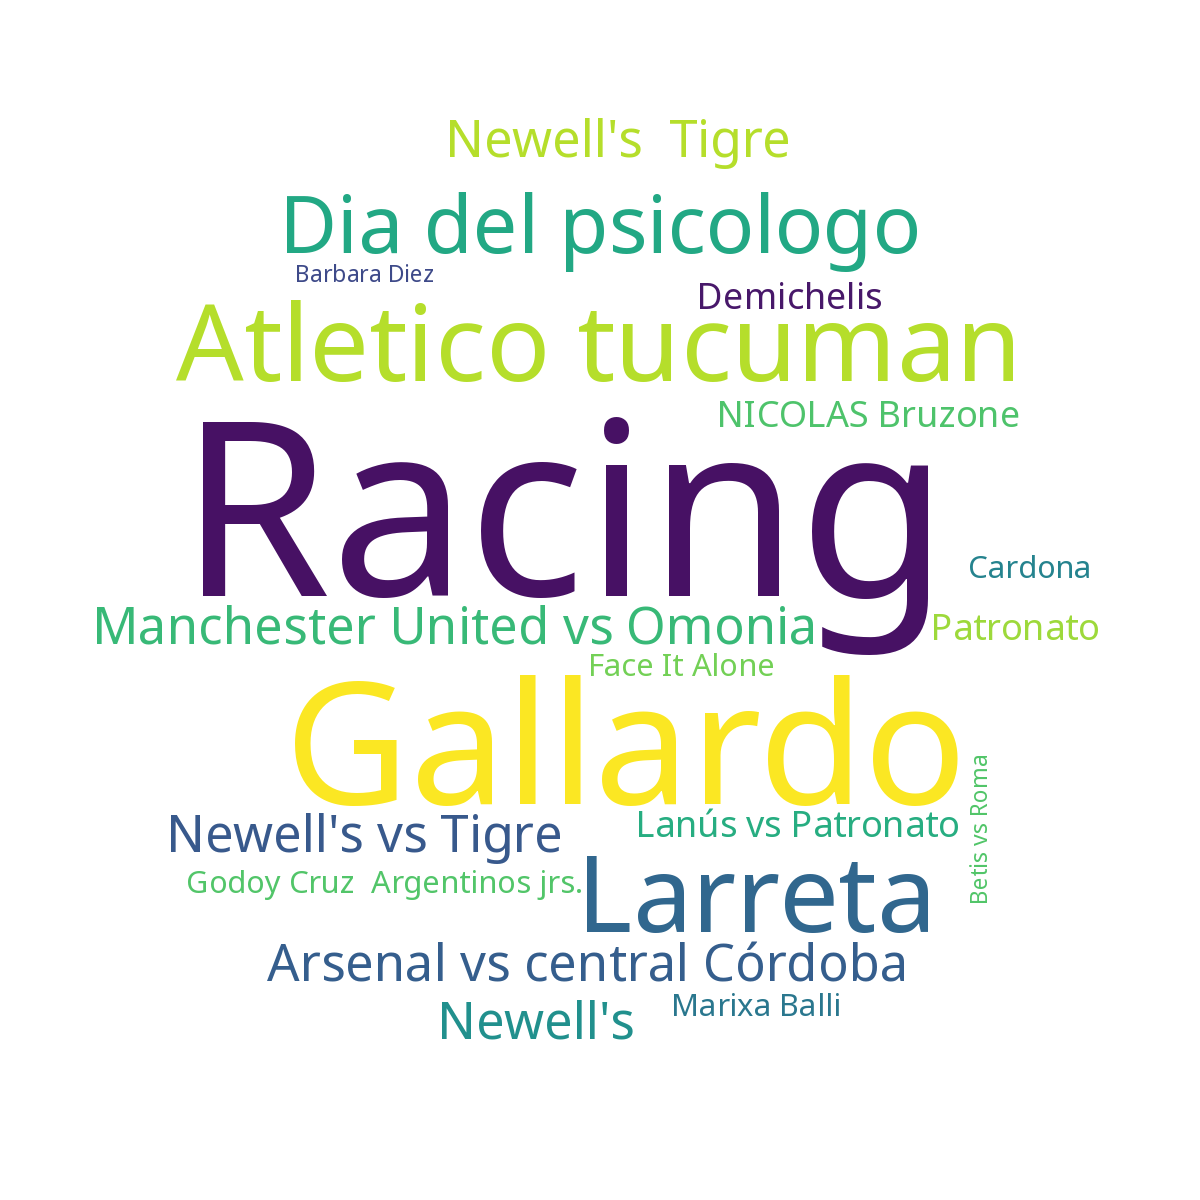 Newell's  Tigre
Dia del psicologo
Barbara Diez
Demichelis
Atletico tucuman
NICOLAS Bruzone
Racing
Cardona
Manchester United vs Omonia
Patronato
Face It Alone
Gallardo
Betis vs Roma
Newell's vs Tigre
Lanús vs Patronato
Godoy Cruz  Argentinos jrs.
Larreta
Arsenal vs central Córdoba
Marixa Balli
Newell's